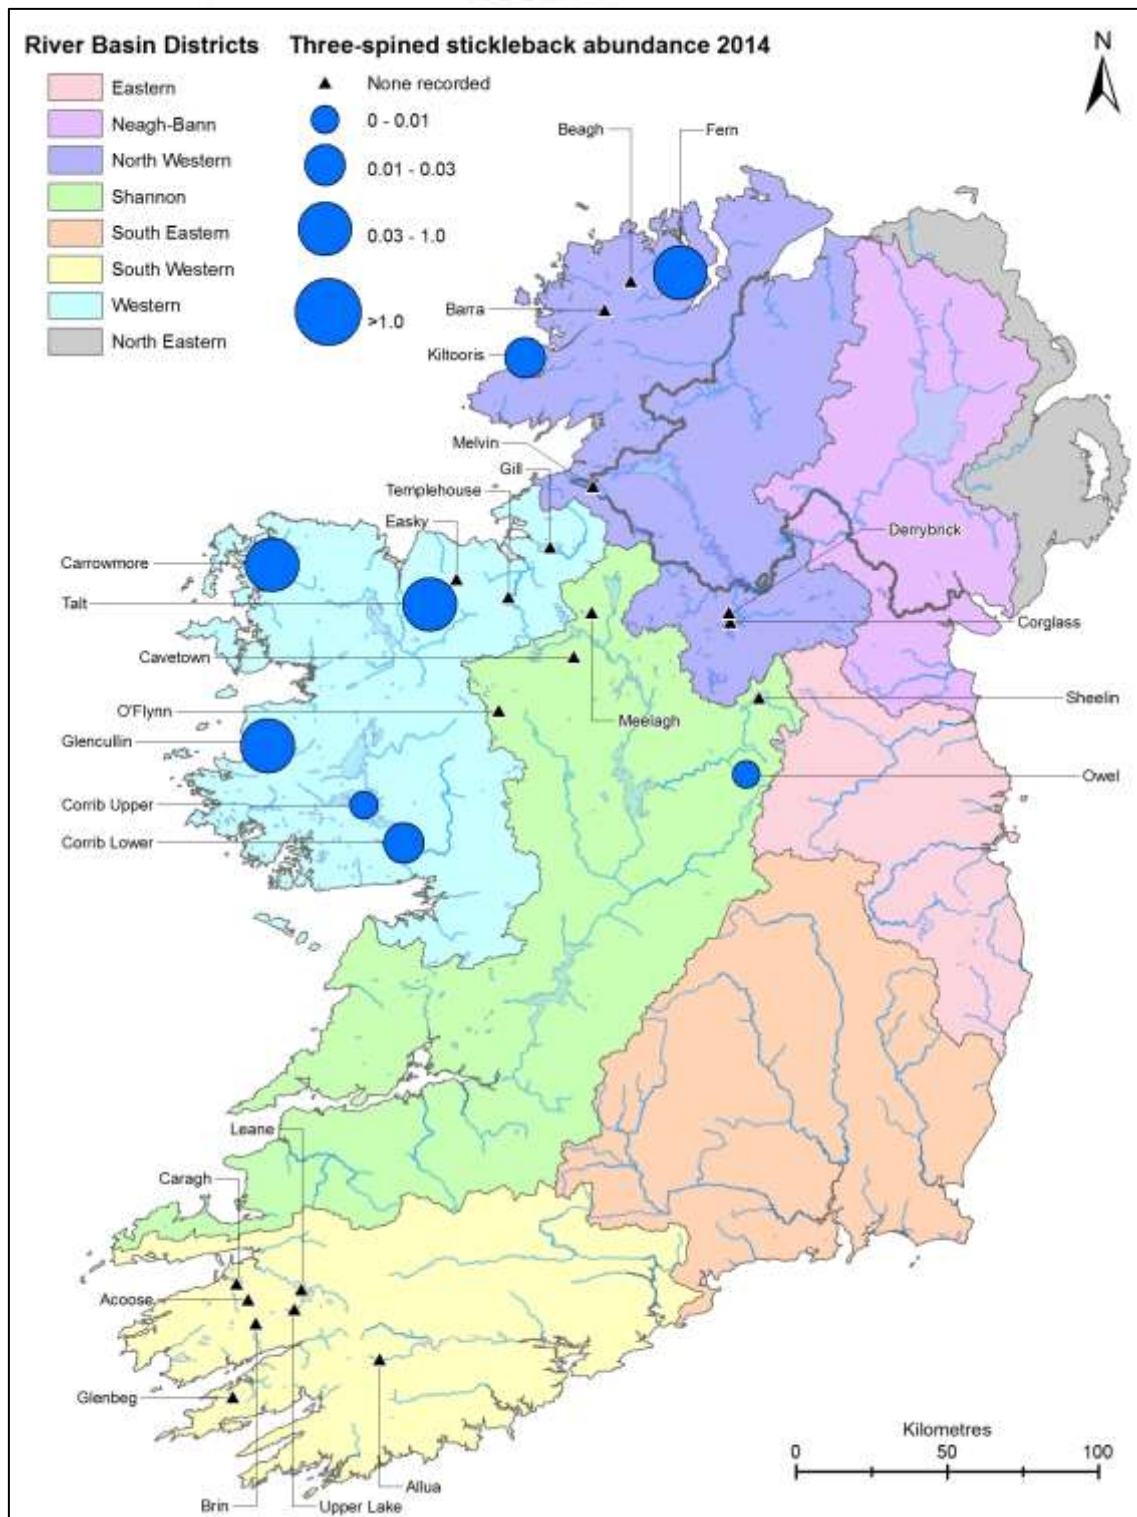 River Basin Districts
Eastern
Neagh-Bann
North Western
Shannon
South Eastern
South Western
Western
North Eastern
Three-spined stickleback abundance 2014
None recorded
0 - 0.01
0.01 - 0.03
0.03 - 1.0
>1.0
N
Beagh
Fern
Barra
Kiltooris
Melvin
Gill
Templehouse
Easky
Derrybrick
Carrowmore
Talt
Corglass
Cavetown
Sheelin
O'Flynn
Meelagh
Glencullin
Owel
Corrib Upper
Corrib Lower
Leane
Caragh
Acoose
Glenbeg
Kilometres
0 50 100
Allua
Brin
Upper Lake